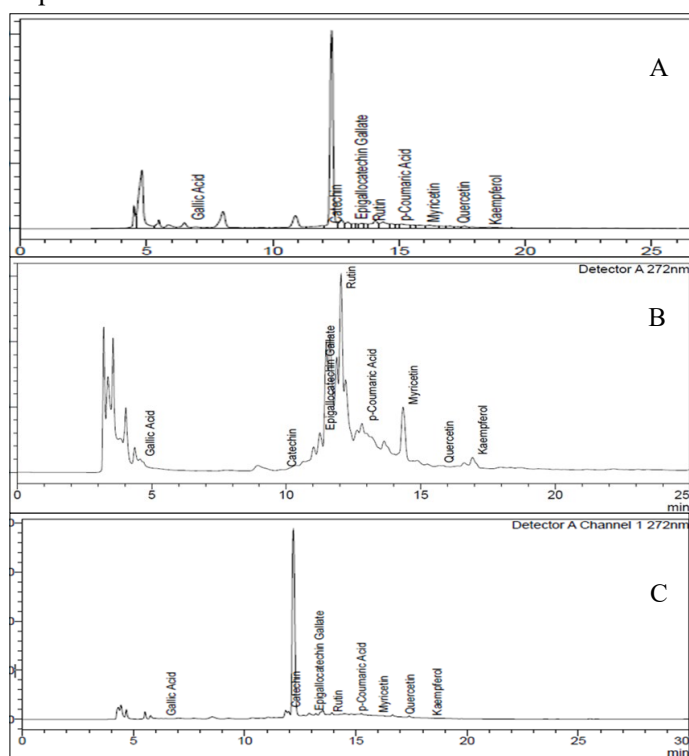 A
Gallic Acid
Catechin
Epigallocatechin Gallate
Rutin
p-Coumaric Acid
Myricetin
Quercetin
Kaempferol
0 5 10 15 20 25
Detector A 272nm
B
Gallic Acid
Catechin
Epigallocatechin Gallate
Rutin
p-Coumaric Acid
Myricetin
Quercetin
Kaempferol
0 5 10 15 20 25
min
Detector A Channel 1 272nm
C
Gallic Acid
Catechin
Epigallocatechin Gallate
Rutin
p-Coumaric Acid
Myricetin
Quercetin
Kaempferol
0 5 10 15 20 25 30
min